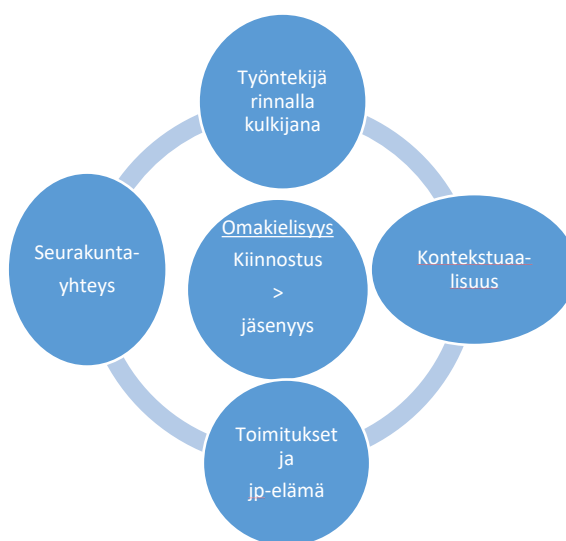 Työntekijä
rinnalla
kulkijana
Omakielisyys
Kiinnostus
>
jäsenyys
Seurakunta-
yhteys
Kontekstuaa-
lisuus
Toimitukset
ja
jp-elämä